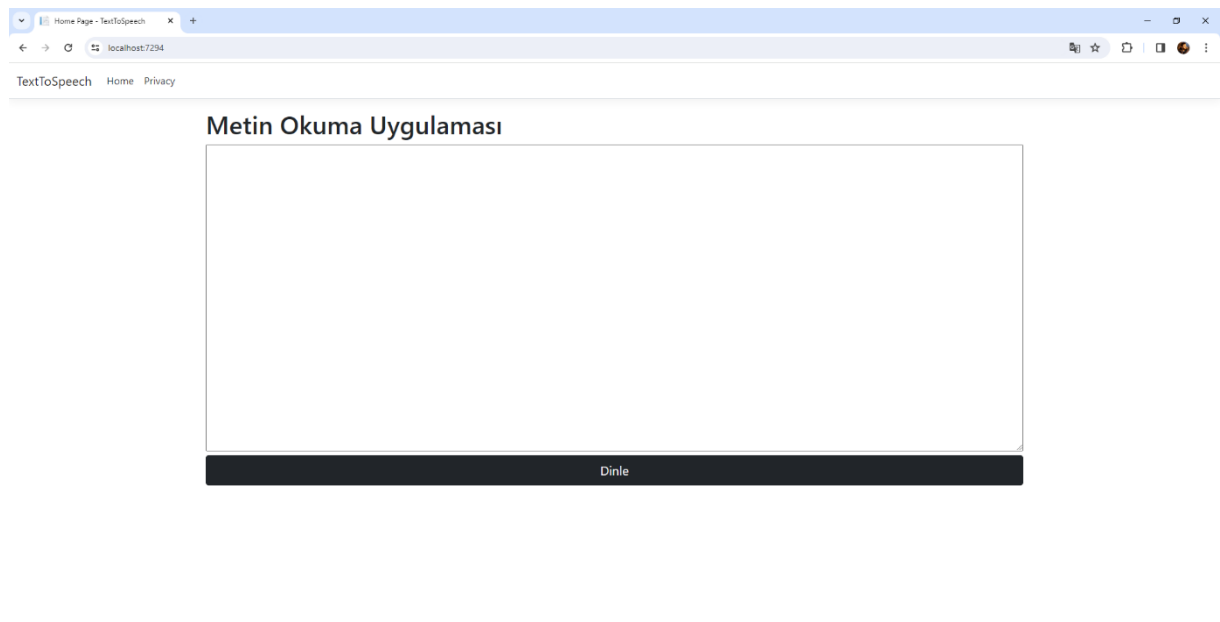 Home Page - TextToSpeech
localhost:7294
TextToSpeech Home Privacy
Metin Okuma Uygulaması
Dinle